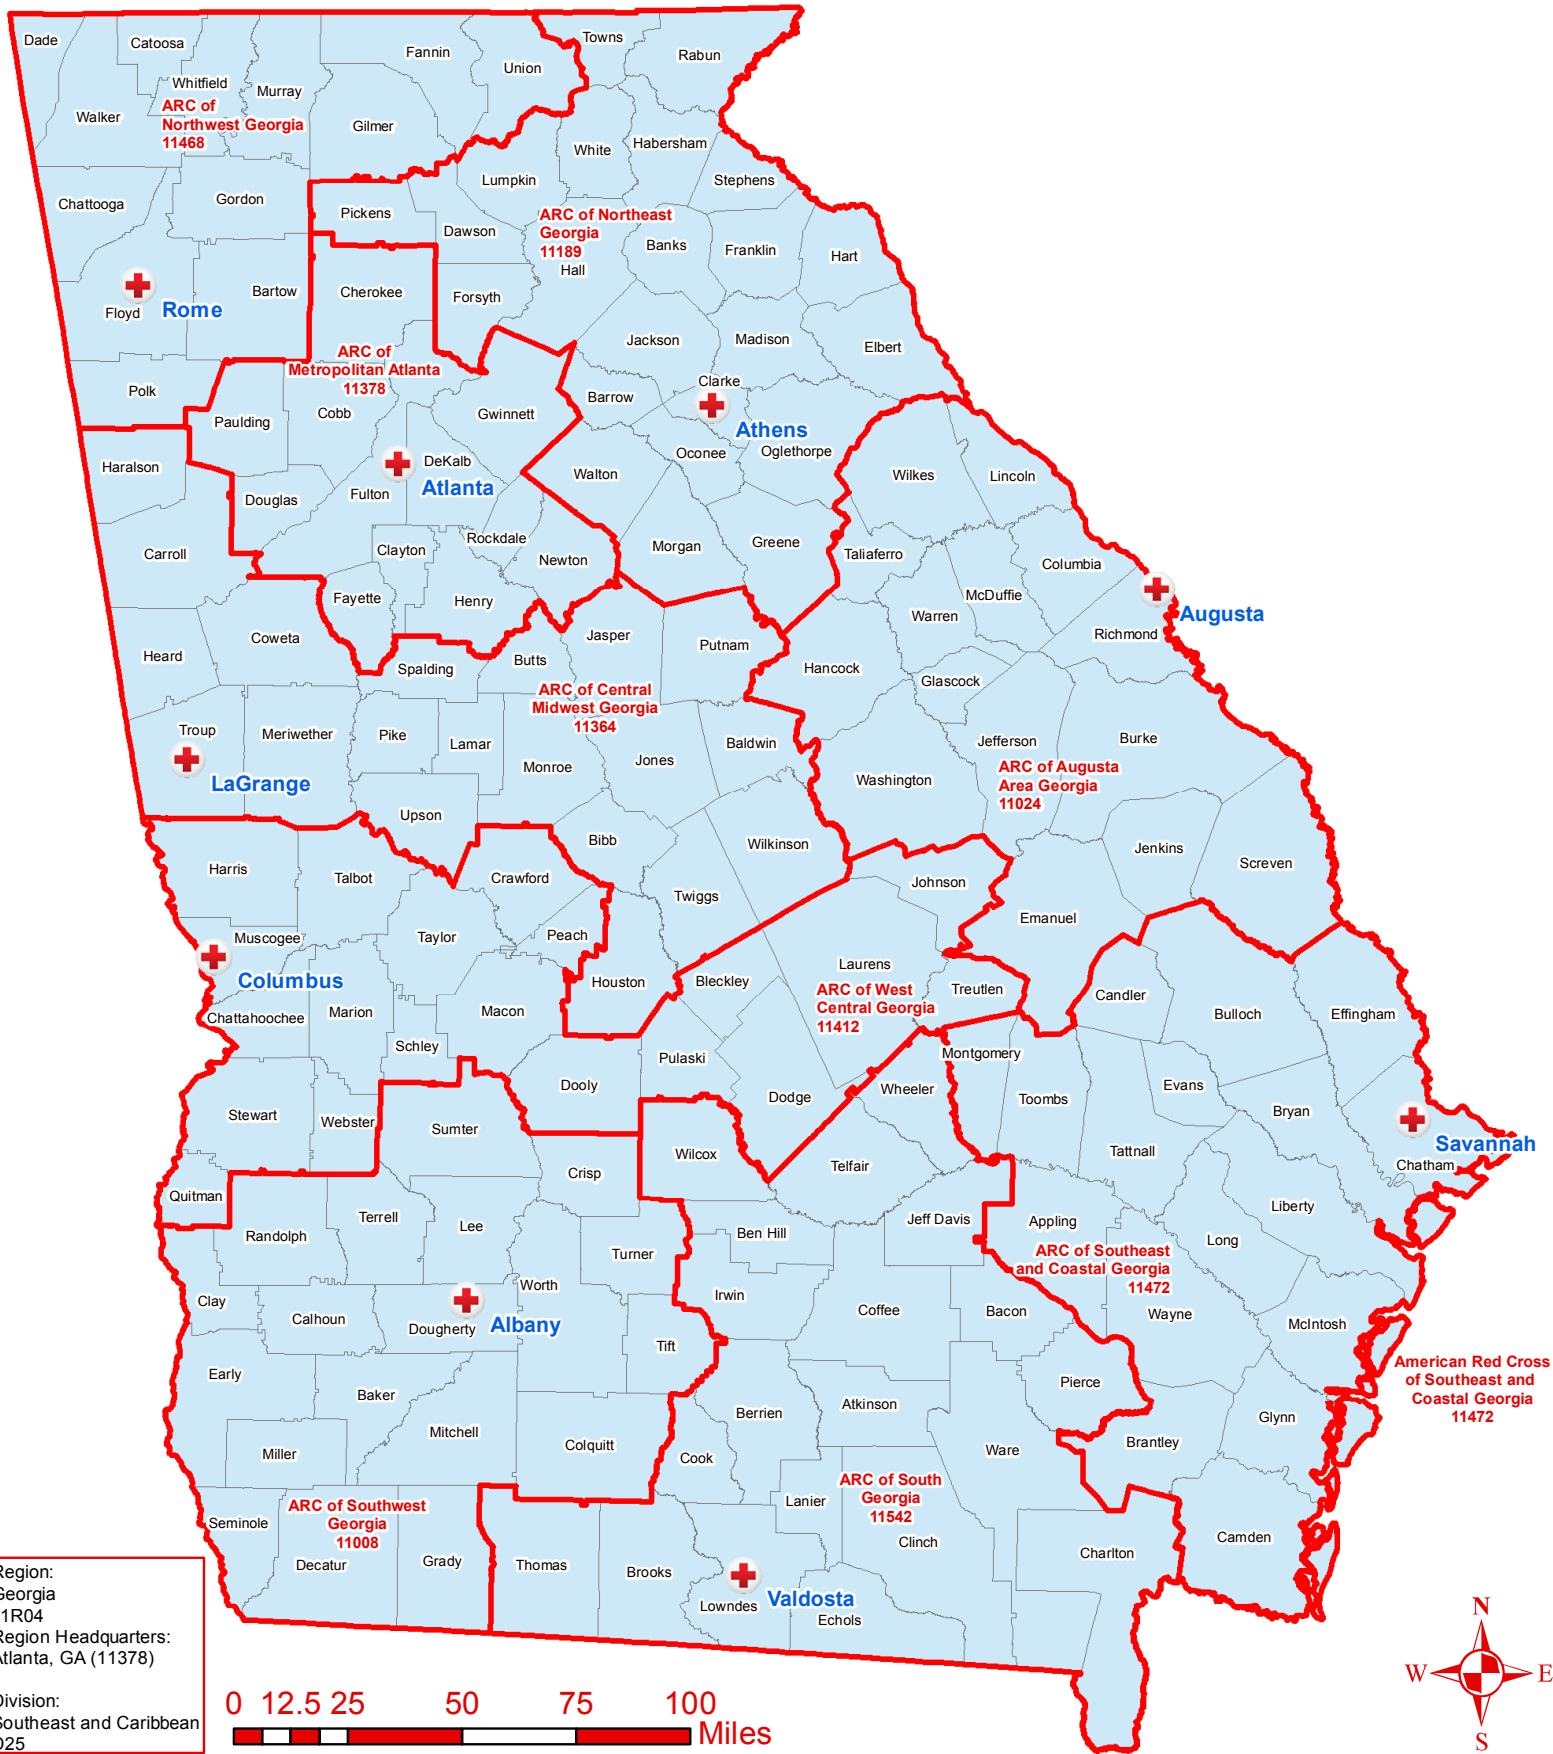 Dade
Catoosa
Fannin
Towns
Rabun
Union
Whitfield
Murray
Walker
ARC of
Northwest Georgia
11468
Gilmer
White
Habersham
Lumpkin
Stephens
Chattooga
Gordon
Pickens
Dawson
ARC of Northeast
Georgia
11189
Hall
Banks
Franklin
Hart
Floyd
Rome
Bartow
Cherokee
Forsyth
Jackson
Madison
Elbert
ARC of
Metropolitan Atlanta
11378
Polk
Paulding
Cobb
Gwinnett
Barrow
Clarke
Athens
Oconee
Oglethorpe
Haralson
Douglas
Fulton
DeKalb
Atlanta
Walton
Wilkes
Lincoln
Carroll
Clayton
Rockdale
Newton
Morgan
Greene
Taliaferro
Columbia
McDuffie
Warren
Augusta
Richmond
Fayette
Henry
Heard
Coweta
Spalding
Butts
Jasper
Putnam
Hancock
Glascock
ARC of Central
Midwest Georgia
11364
Troup
LaGrange
Meriwether
Pike
Lamar
Monroe
Jones
Baldwin
Jefferson
Burke
Washington
ARC of Augusta
Area Georgia
11024
Upson
Bibb
Wilkinson
Jenkins
Screven
Harris
Talbot
Crawford
Twiggs
Johnson
Emanuel
Muscogee
Columbus
Taylor
Peach
Houston
Bleckley
Laurens
ARC of West
Central Georgia
11412
Treutlen
Candler
Bulloch
Effingham
Chattahoochee
Marion
Macon
Schley
Pulaski
Dooly
Dodge
Montgomery
Wheeler
Toombs
Evans
Bryan
Stewart
Webster
Sumter
Crisp
Wilcox
Telfair
Tattnall
Savannah
Chatham
Quitman
Randolph
Terrell
Lee
Turner
Ben Hill
Jeff Davis
Appling
Long
Liberty
ARC of Southeast
and Coastal Georgia
11472
Clay
Calhoun
Dougherty
Albany
Worth
Irwin
Coffee
Bacon
Wayne
McIntosh
Tift
Early
Baker
Mitchell
Berrien
Atkinson
Pierce
American Red Cross
of Southeast and
Coastal Georgia
11472
Miller
Colquitt
Cook
Ware
Brantley
Glynn
Seminole
ARC of Southwest
Georgia
11008
Decatur
Grady
Thomas
Brooks
Lanier
ARC of South
Georgia
11542
Clinch
Charlton
Camden
Lowndes
Valdosta
Echols
Region:
Georgia
1R04
Region Headquarters:
Atlanta, GA (11378)
Division:
Southeast and Caribbean
D25
0 12.5 25 50 75 100
Miles
N
W E
S